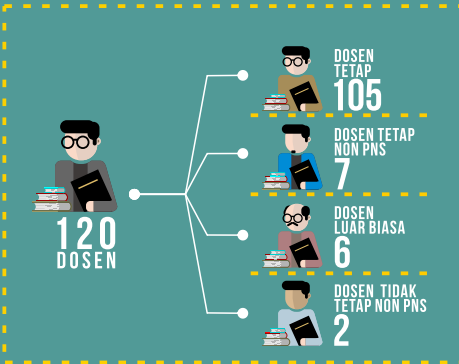 120
DOSEN
DOSEN
TETAP
105
DOSEN TETAP
NON PNS
7
DOSEN
LUAR BIASA
6
DOSEN TIDAK
TETAP NON PNS
2